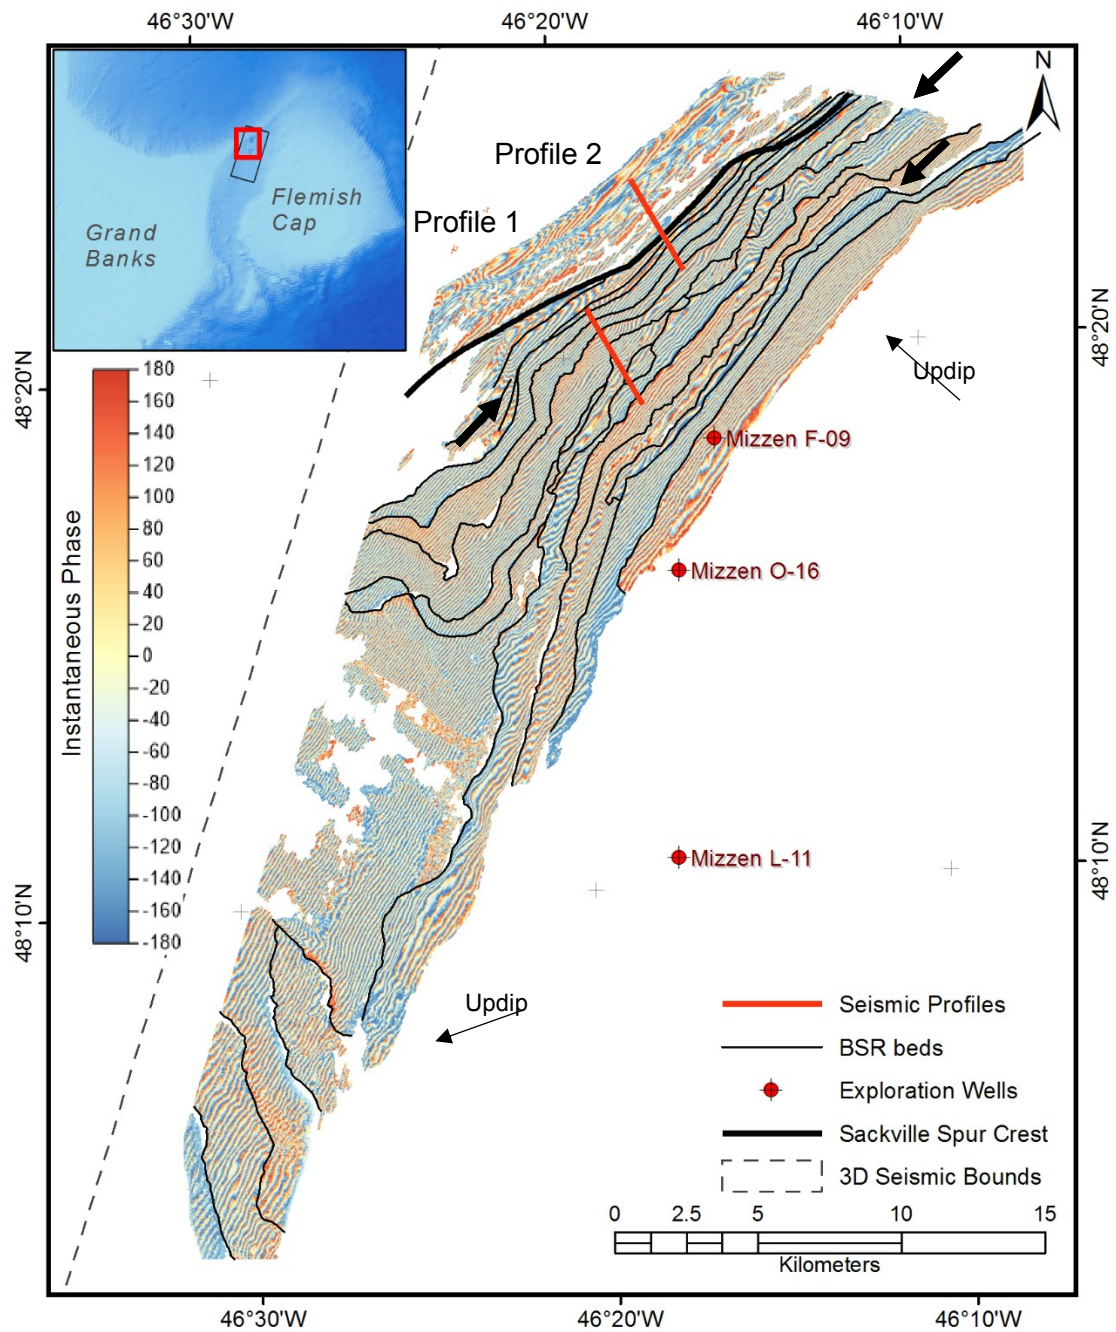 46°30'W
46°20'W
46°10'W
N
Profile 2
Profile 1
Grand
Banks
Flemish
Cap
48°20'N
48°20'N
Updip
180
160
140
120
100
80
60
40
20
0
-20
-40
-60
-80
-100
-120
-140
-160
-180
Instantaneous Phase
Mizzen F-09
Mizzen O-16
Mizzen L-11
48°10'N
48°10'N
Updip
Seismic Profiles
BSR beds
Exploration Wells
Sackville Spur Crest
3D Seismic Bounds
0 2.5 5 10 15
Kilometers
46°30'W
46°20'W
46°10'W